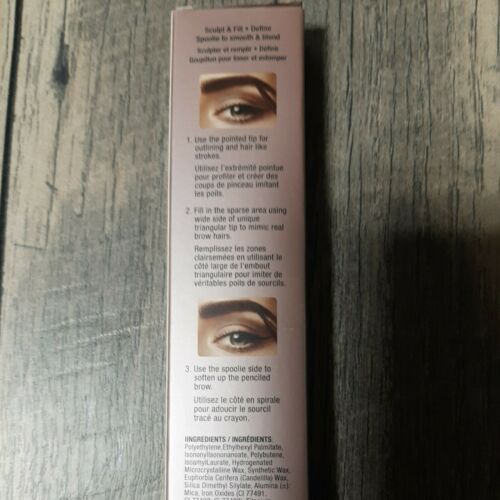 Sculpt & Fill • Define
Spoolie to smooth & blend
Sculpter et remplir • Définir
Goupillon pour lisser et estomper
1. Use the pointed tip for
outlining and hair like
strokes.
Utilisez l'extrémité pointue
pour profiler et créer des
coups de pinceau imitant
les poils.
2. Fill in the sparse area using
wide side of unique
triangular tip to mimic real
brow hairs.
Remplissez les zones
clairsemées en utilisant le
côté large de l'embout
triangulaire pour imiter de
véritables poils de sourcils.
3. Use the spoolie side to
soften up the penciled
brow.
Utilisez le côté en spirale
pour adoucir le sourcil
tracé au crayon.
INGREDIENTS / INGRÉDIENTS:
Polyethylene, Ethylhexyl Palmitate,
Isononyl Isononanoate, Polybutene,
IsoamylLaurate, Hydrogenated
Microcrystalline Wax, Synthetic Wax,
Euphorbia Cerifera (Candelilla) Wax,
Silica Dimethyl Silylate, Alumina (±):
Mica, Iron Oxides (CI 77491,